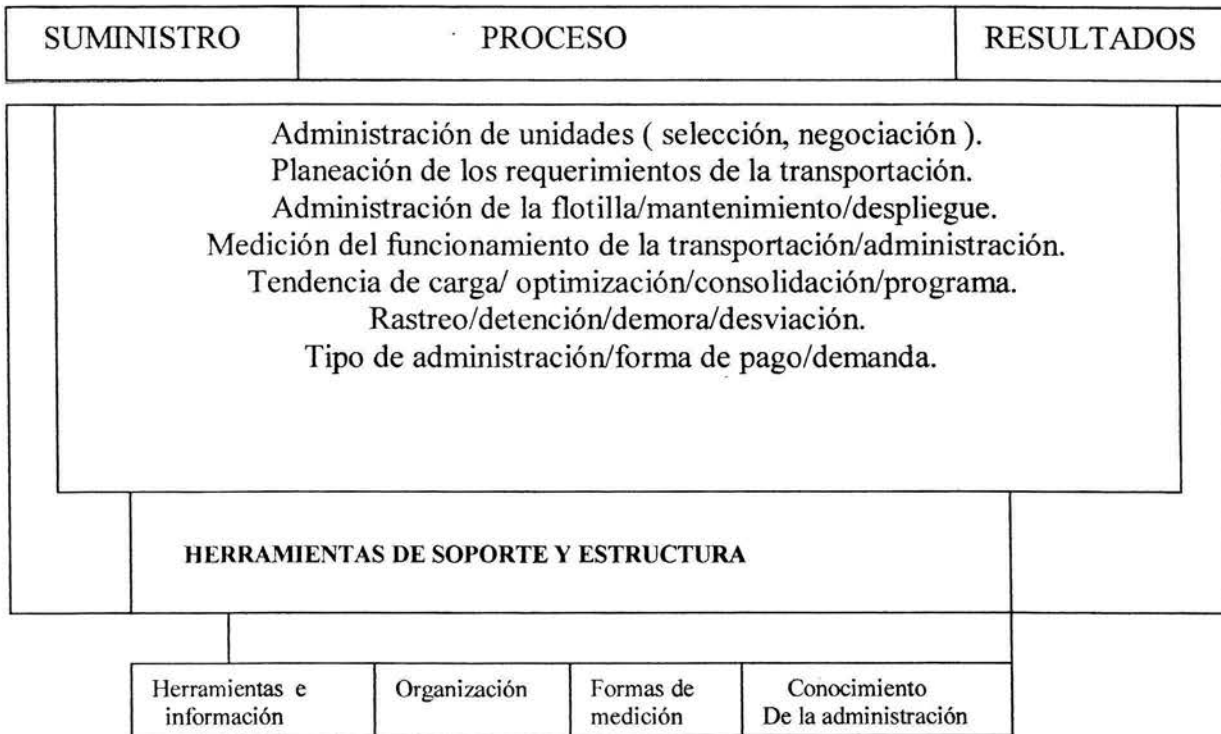 SUMINISTRO PROCESO RESULTADOS
Administración de unidades ( selección, negociación ).
Planeación de los requerimientos de la transportación.
Administración de la flotilla/mantenimiento/despliegue.
Medición del funcionamiento de la transportación/administración.
Tendencia de carga/ optimización/consolidación/programa.
Rastreo/detención/demora/desviación.
Tipo de administración/forma de pago/demanda.
HERRAMIENTAS DE SOPORTE Y ESTRUCTURA
Herramientas e
información
Organización
Formas de
medición
Conocimiento
De la administración